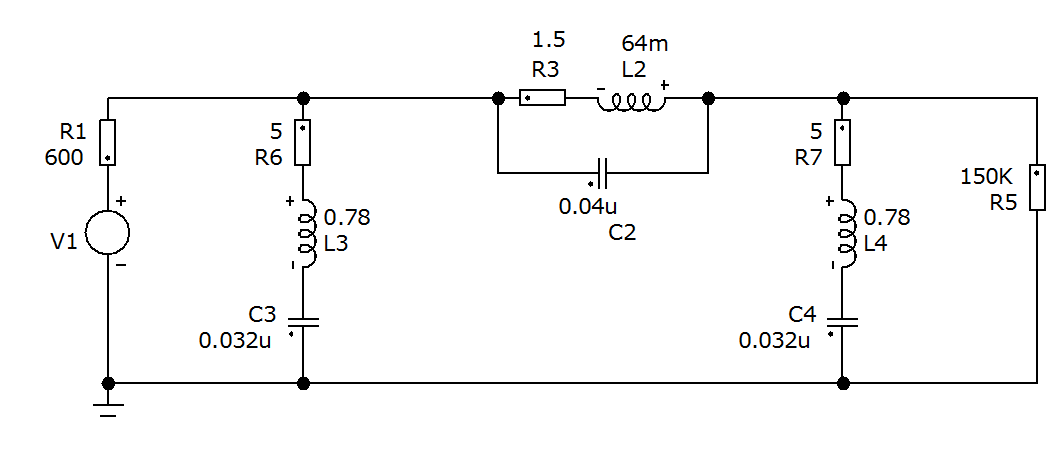 1.5
R3
64m
L2
R1
600
5
R6
5
R7
150K
R5
+
V1
−
+
0.78
L3
−
+
0.78
L4
−
−
+
0.04u
C2
C3
0.032u
C4
0.032u